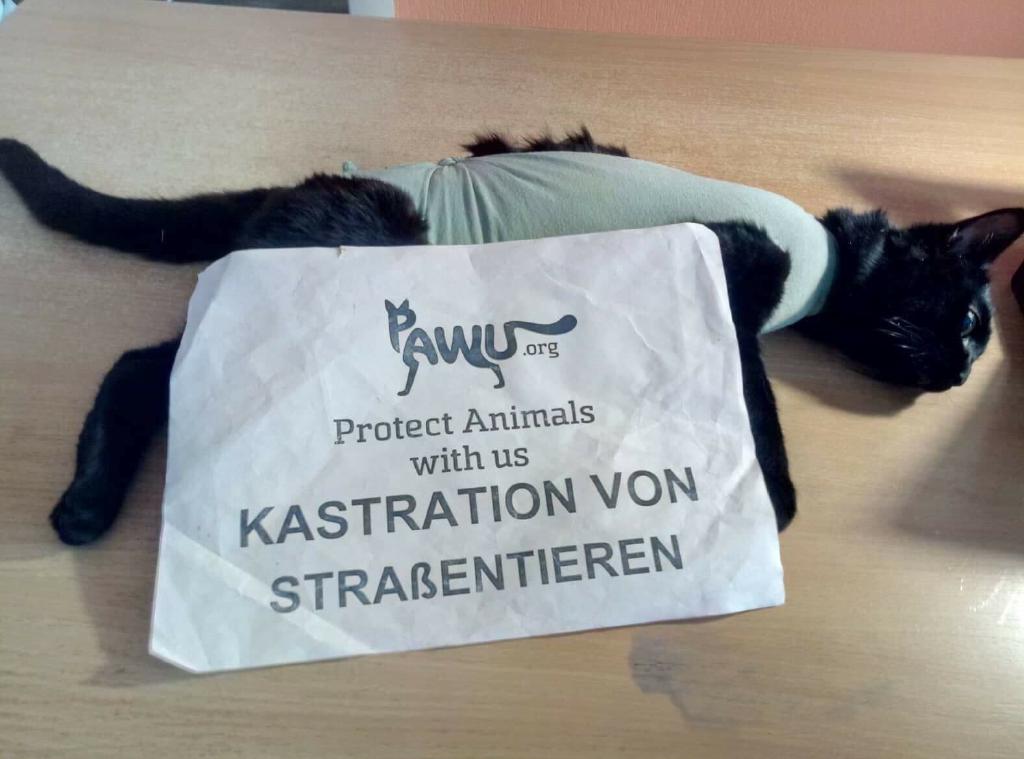 PAWU.org
Protect Animals
with us
KASTRATION VON
STRAßENTIEREN